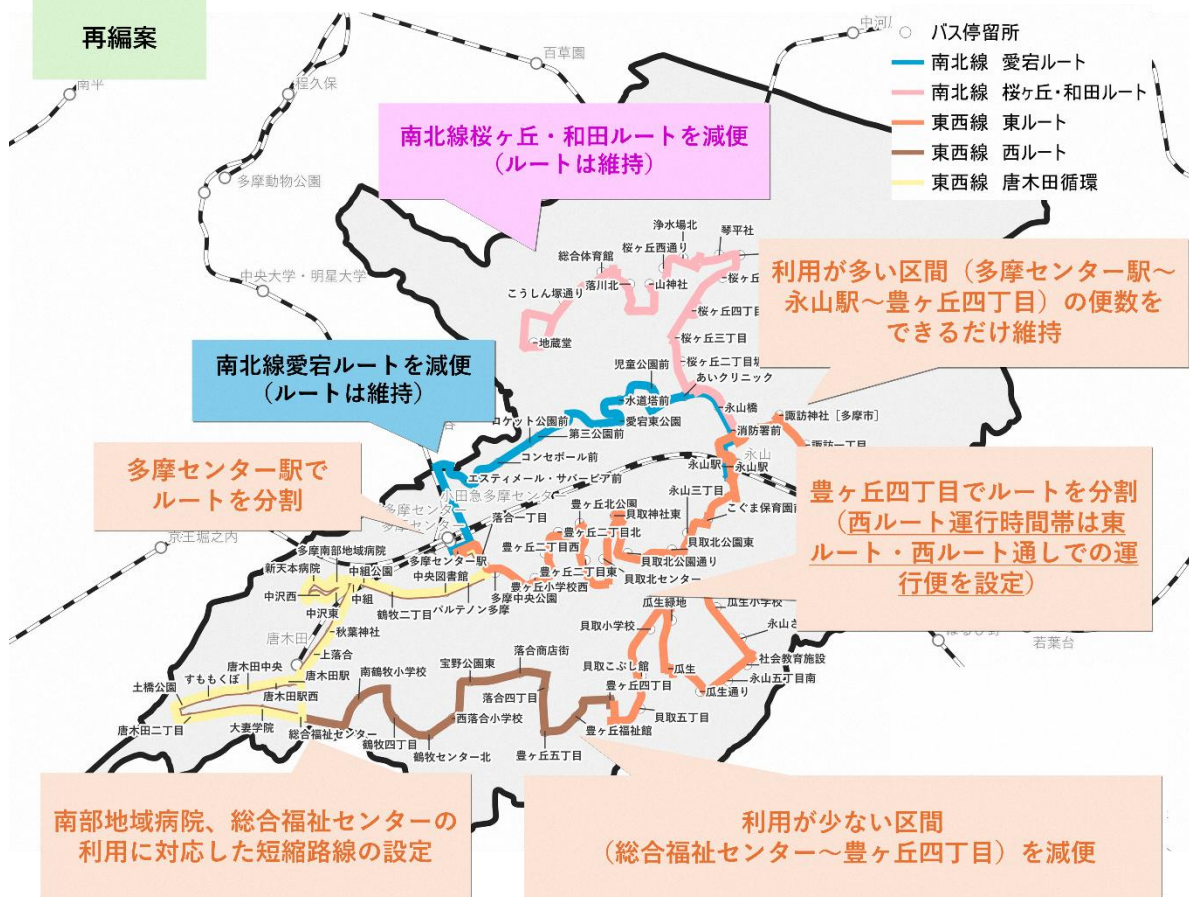 再編案
バス停留所
南北線 愛宕ルート
南北線 桜ヶ丘・和田ルート
東西線 東ルート
東西線 西ルート
東西線 唐木田循環
南平
程久保
百草園
中河
多摩動物公園
中央大学・明星大学
南北線桜ヶ丘・和田ルートを減便
(ルートは維持)
浄水場北
琴平社
桜ヶ丘西通り
総合体育館
落川北
山神社
こうしん塚通り
地蔵堂
桜ヶ丘
桜ヶ丘四丁目
桜ヶ丘三丁目
桜ヶ丘二丁目坂
利用が多い区間（多摩センター駅～
永山駅～豊ヶ丘四丁目）の便数を
できるだけ維持
南北線愛宕ルートを減便
(ルートは維持)
児童公園前
あいクリニック
水道塔前
愛宕東公園
永山橋
諏訪神社［多摩市］
消防署前
諏訪一丁目
永山
永山駅
永山駅
ロケット公園前
第三公園前
コンセボール前
エスティメール・サバービア前
小田急多摩センタ
多摩センター
多摩センター
多摩センター駅で
ルートを分割
京王堀之内
落合一丁目
豊ヶ丘北公園
貝取神社東
永山三丁目
こぐま保育園前
豊ヶ丘二丁目北
豊ヶ丘二丁目西
貝取北公園東
貝取北公園通り
豊ヶ丘二丁目東
貝取北センター
豊ヶ丘小学校西
多摩センター駅
中央図書館
多摩中央公園
パルテノン多摩
多摩南部地域病院
新天本病院
中組公園
中沢西
中沢東
中組
鶴牧二丁目
豊ヶ丘四丁目でルートを分割
（西ルート運行時間帯は東
ルート・西ルート通しでの運
行便を設定）
瓜生緑地
瓜生小学校
貝取小学校
永山さ
若葉台
社会教育施設
永山五丁目南
瓜生
瓜生通り
貝取こぶし館
豊ヶ丘四丁目
貝取五丁目
豊ヶ丘福祉館
唐木田
秋葉神社
上落合
唐木田中央
すももくぼ
唐木田駅
唐木田駅西
土橋公園
唐木田二丁目
大妻学院
総合福祉センター
南鶴牧小学校
鶴牧四丁目
鶴牧センター北
宝野公園東
落合商店街
落合四丁目
西落合小学校
豊ヶ丘五丁目
南部地域病院、総合福祉センターの
利用に対応した短縮路線の設定
利用が少ない区間
（総合福祉センター～豊ヶ丘四丁目）を減便